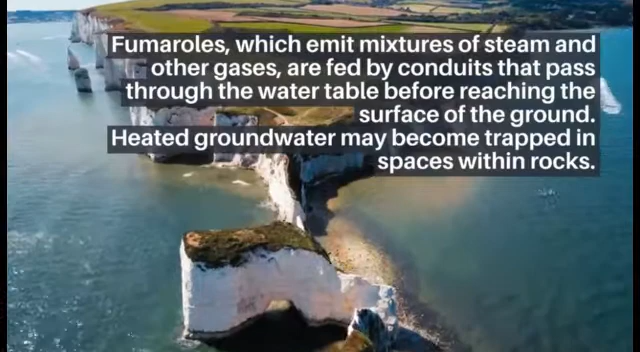 Fumaroles, which emit mixtures of steam and
other gases, are fed by conduits that pass
through the water table before reaching the
surface of the ground.
Heated groundwater may become trapped in
spaces within rocks.